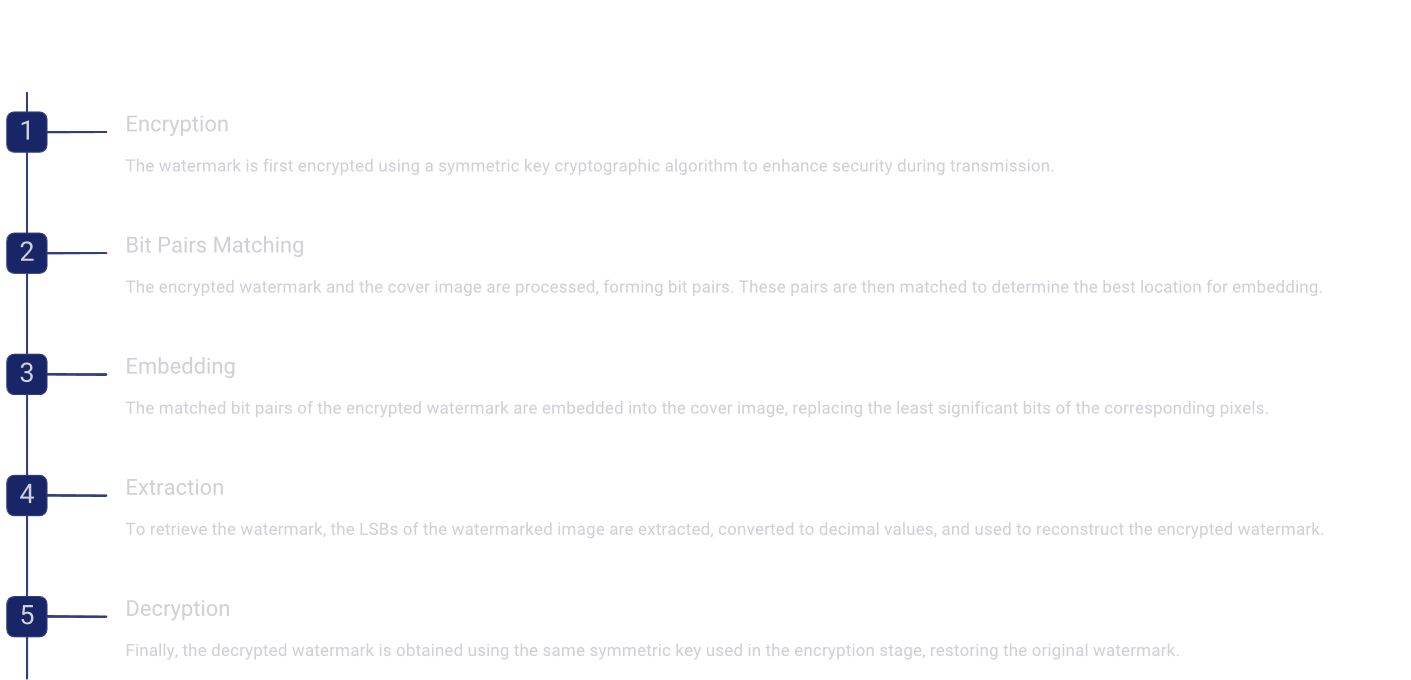 1
Encryption
The watermark is first encrypted using a symmetric key cryptographic algorithm to enhance security during transmission.
2
Bit Pairs Matching
The encrypted watermark and the cover image are processed, forming bit pairs. These pairs are then matched to determine the best location for embedding.
3
Embedding
The matched bit pairs of the encrypted watermark are embedded into the cover image, replacing the least significant bits of the corresponding pixels.
4
Extraction
To retrieve the watermark, the LSBs of the watermarked image are extracted, converted to decimal values, and used to reconstruct the encrypted watermark.
5
Decryption
Finally, the decrypted watermark is obtained using the same symmetric key used in the encryption stage, restoring the original watermark.